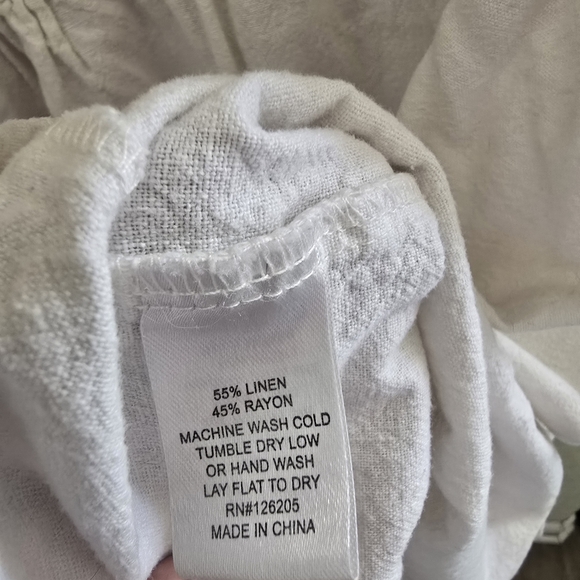 55% LINEN
45% RAYON
MACHINE WASH COLD
TUMBLE DRY LOW
OR HAND WASH
LAY FLAT TO DRY
RN#126205
MADE IN CHINA